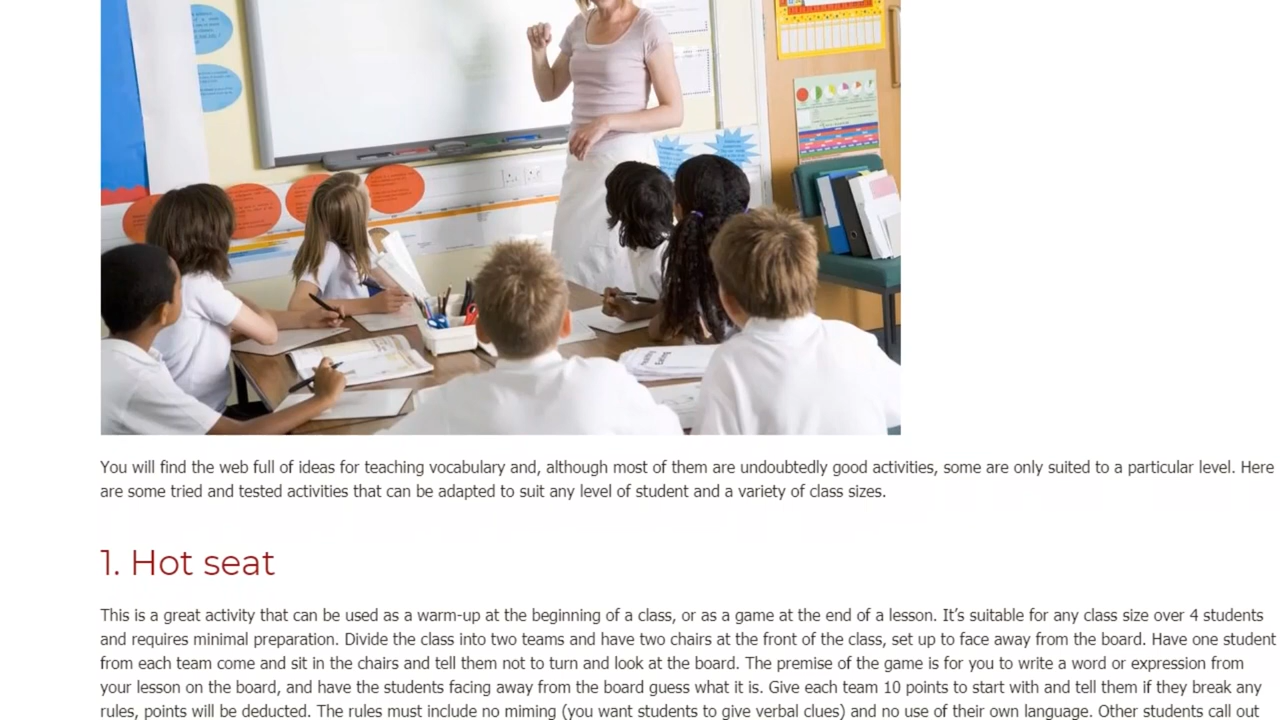 Healthy
Eating
You will find the web full of ideas for teaching vocabulary and, although most of them are undoubtedly good activities, some are only suited to a particular level. Here
are some tried and tested activities that can be adapted to suit any level of student and a variety of class sizes.
1. Hot seat
This is a great activity that can be used as a warm-up at the beginning of a class, or as a game at the end of a lesson. It’s suitable for any class size over 4 students
and requires minimal preparation. Divide the class into two teams and have two chairs at the front of the class, set up to face away from the board. Have one student
from each team come and sit in the chairs and tell them not to turn and look at the board. The premise of the game is for you to write a word or expression from
your lesson on the board, and have the students facing away from the board guess what it is. Give each team 10 points to start with and tell them if they break any
rules, points will be deducted. The rules must include no miming (you want students to give verbal clues) and no use of their own language. Other students call out